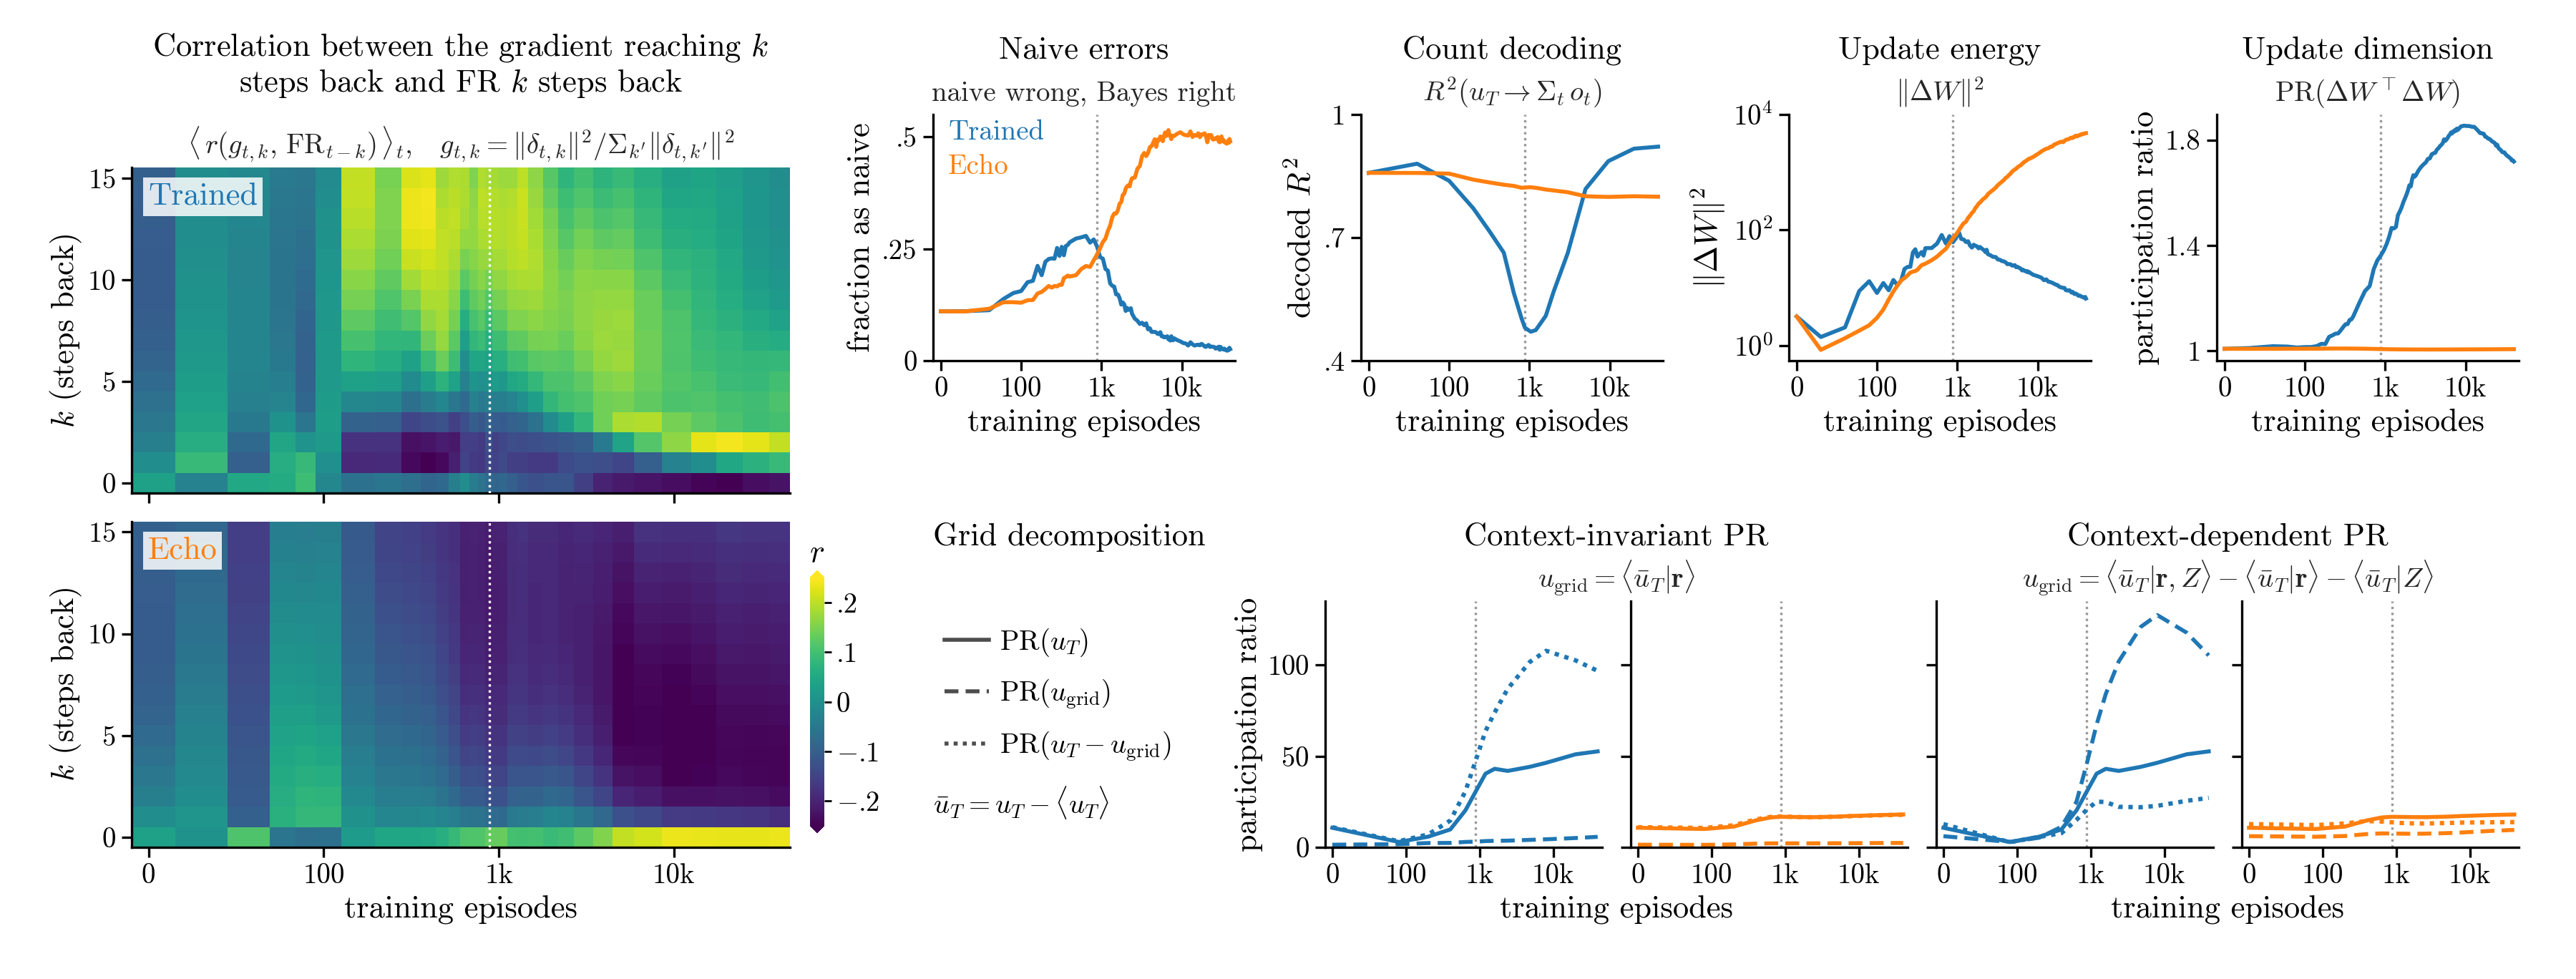 Correlation between the gradient reaching k
steps back and FR k steps back
⟨ r(g_{t,k}, FR_{t−k}) ⟩_t,   g_{t,k} = ‖δ_{t,k}‖² / Σ_{k′}‖δ_{t,k′}‖²
Trained
15
10
5
0
k (steps back)
Echo
15
10
5
0
k (steps back)
0 100 1k 10k
training episodes
r
.2
.1
0
−.1
−.2
Naive errors
naive wrong, Bayes right
Trained
Echo
.5
.25
0
fraction as naive
0 100 1k 10k
training episodes
Count decoding
R²(u_T → Σ_t o_t)
1
.7
.4
decoded R²
0 100 1k 10k
training episodes
Update energy
‖ΔW‖²
10⁴
10²
10⁰
‖ΔW‖²
0 100 1k 10k
training episodes
Update dimension
PR(ΔW^⊤ ΔW)
1.8
1.4
1
participation ratio
0 100 1k 10k
training episodes
Grid decomposition
PR(u_T)
PR(u_grid)
PR(u_T − u_grid)
ū_T = u_T − ⟨u_T⟩
Context-invariant PR
u_grid = ⟨ū_T|r⟩
100
50
0
participation ratio
0 100 1k 10k 0 100 1k 10k
training episodes
Context-dependent PR
u_grid = ⟨ū_T|r, Z⟩ − ⟨ū_T|r⟩ − ⟨ū_T|Z⟩
0 100 1k 10k 0 100 1k 10k
training episodes